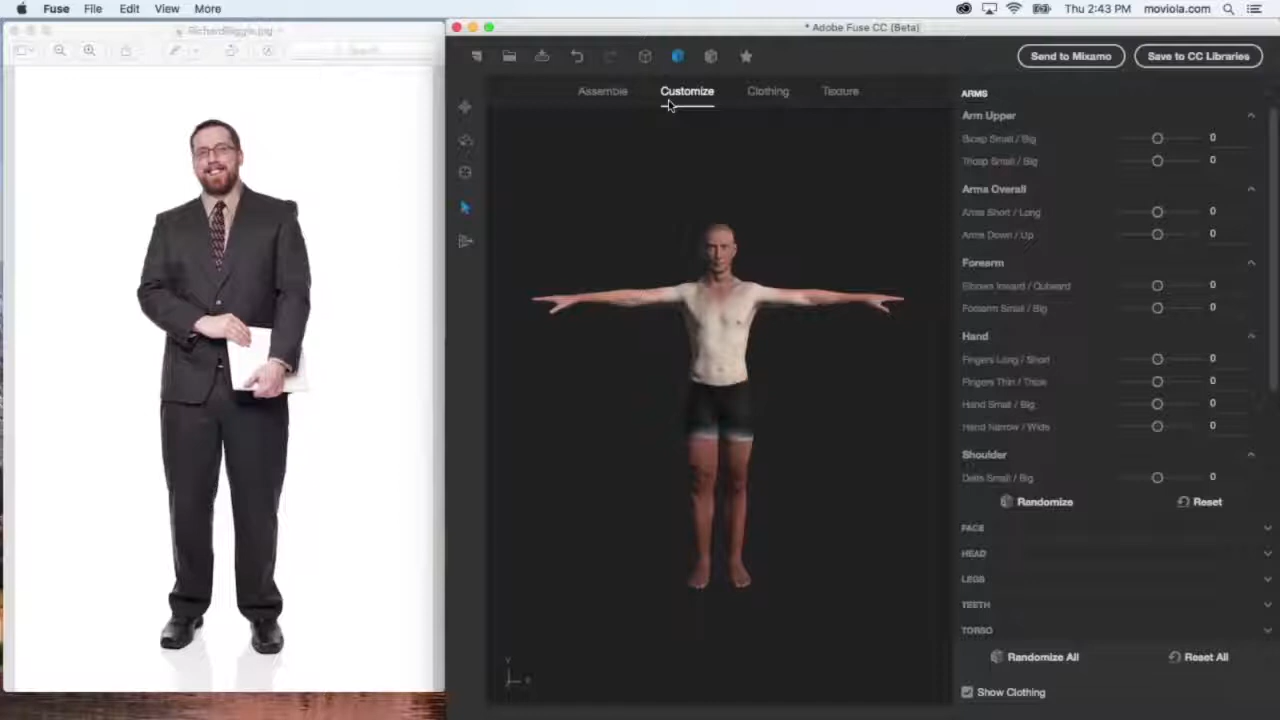 Fuse File Edit View More
Thu 2:43 PM moviola.com
* Adobe Fuse CC (Beta)
Send to Mixamo Save to CC Libraries
Assemble Customize Clothing Texture
ARMS
Arm Upper
Bicep Small / Big 0
Tricep Small / Big 0
Arms Overall
Arms Short / Long 0
Arms Down / Up 0
Forearm
Elbows Inward / Outward 0
Forearm Small / Big 0
Hand
Fingers Long / Short 0
Fingers Thin / Thick 0
Hand Small / Big 0
Hand Narrow / Wide 0
Shoulder
Delts Small / Big 0
Randomize Reset
FACE
HEAD
LEGS
TEETH
TORSO
Randomize All Reset All
Show Clothing